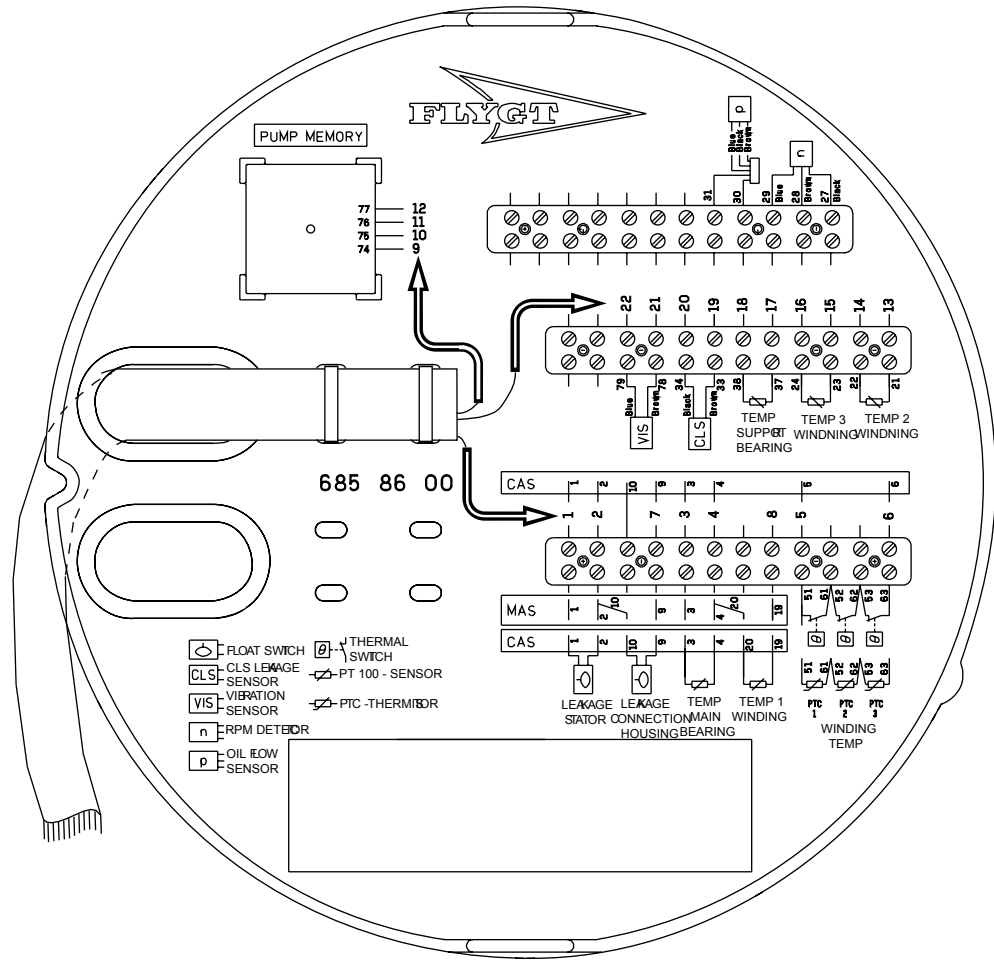 FLYGT
PUMP MEMORY
p
Blue
Black
Brown
n
31
30
29
Blue
28
Brown
27
Black
77 12
76 11
75 10
74 9
22 21 20 19 18 17 16 15 14 13
79 78 34 33 38 37 24 23 22 21
Blue Brown Black Brown
VIS
CLS
TEMP SUPPORT BEARING
TEMP 3 WINDNING
TEMP 2 WINDNING
685 86 00
CAS 1 2 10 9 3 4 5 6
1 2 7 3 4 8 5 6
51 61 52 62 53 63
θ θ θ
MAS 1 2 10 9 3 4 20 19
CAS 1 2 10 9 3 4 20 19
51 61 52 62 53 63
LEAKAGE STATOR
LEAKAGE CONNECTION HOUSING
TEMP MAIN BEARING
TEMP 1 WINDING
PTC 1
PTC 2
PTC 3
WINDING TEMP
FLOAT SWITCH
θ THERMAL SWITCH
CLS CLS LEKAGE SENSOR
PT 100 - SENSOR
VIS VIBRATION SENSOR
PTC -THERMITSOR
n RPM DETECTOR
p OIL FLOW SENSOR